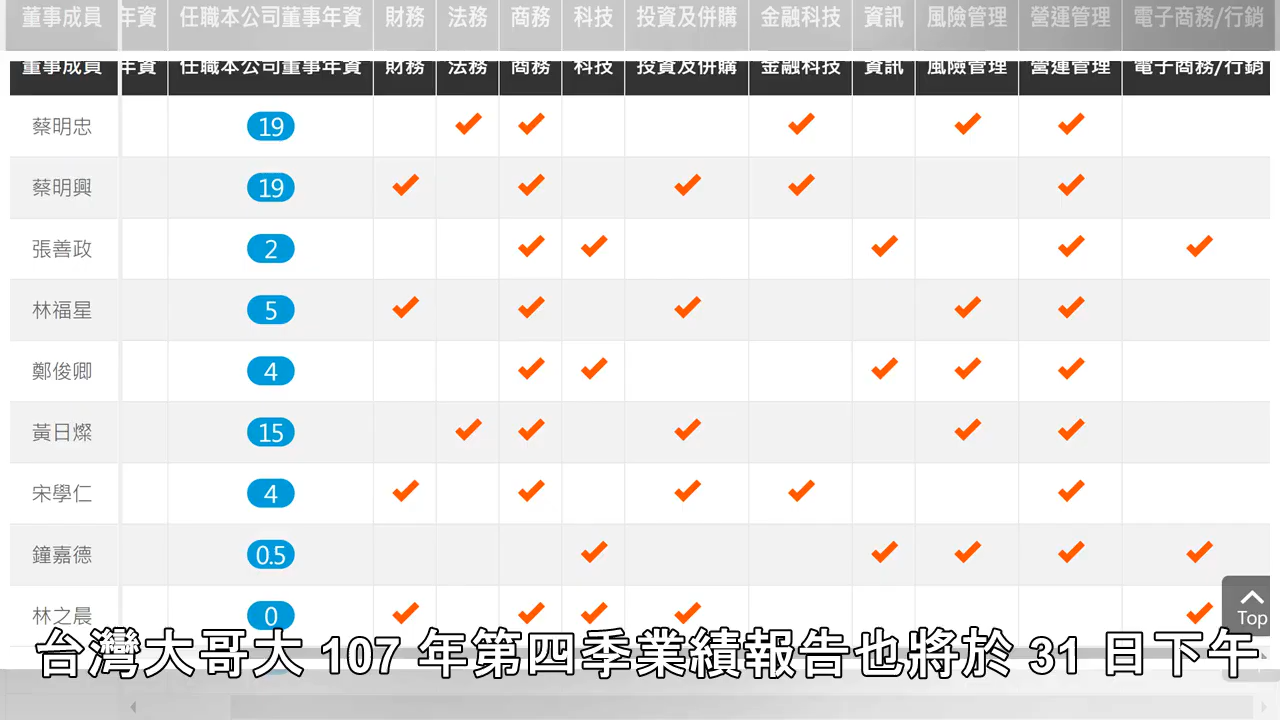 董事成員 年資 任職本公司董事年資 財務 法務 商務 科技 投資及併購 金融科技 資訊 風險管理 營運管理 電子商務/行銷
董事成員 年資 任職本公司董事年資 財務 法務 商務 科技 投資及併購 金融科技 資訊 風險管理 營運管理 電子商務/行銷
蔡明忠 19
蔡明興 19
張善政 2
林福星 5
鄭俊卿 4
黃日燦 15
宋學仁 4
鐘嘉德 0.5
林之晨 0
Top
台灣大哥大 107 年第四季業績報告也將於 31 日下午